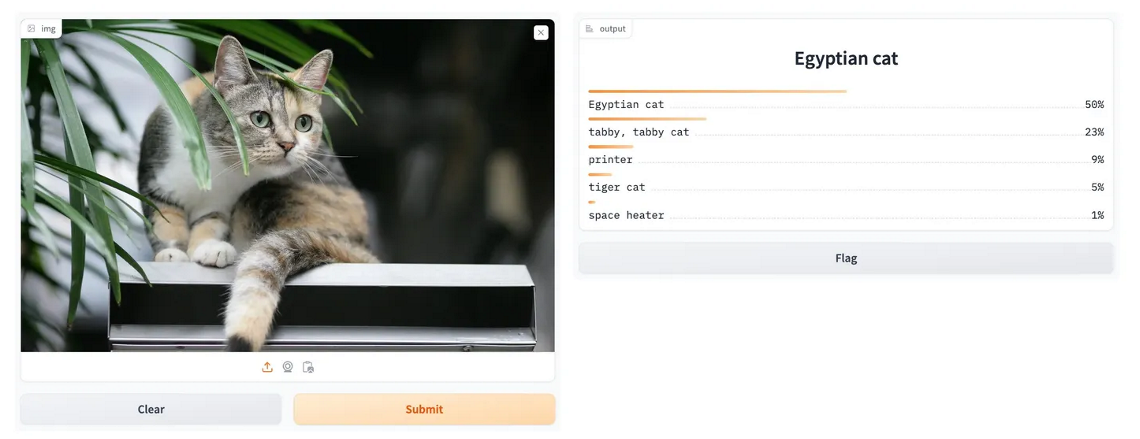 img
Clear
Submit
output
Egyptian cat
Egyptian cat 50%
tabby, tabby cat 23%
printer 9%
tiger cat 5%
space heater 1%
Flag